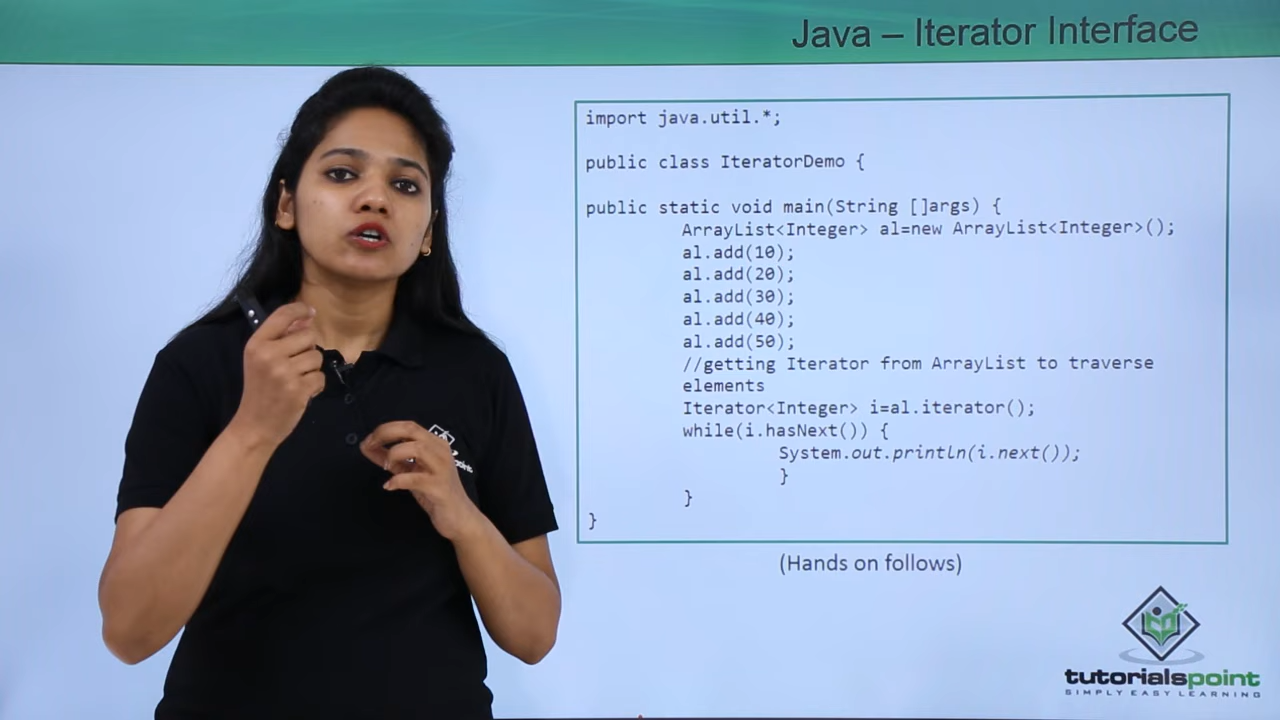 Java – Iterator Interface
import java.util.*;
public class IteratorDemo {
public static void main(String []args) {
ArrayList<Integer> al=new ArrayList<Integer>();
al.add(10);
al.add(20);
al.add(30);
al.add(40);
al.add(50);
//getting Iterator from ArrayList to traverse
elements
Iterator<Integer> i=al.iterator();
while(i.hasNext()) {
System.out.println(i.next());
}
}
}
(Hands on follows)
tutorialspoint
SIMPLY EASY LEARNING